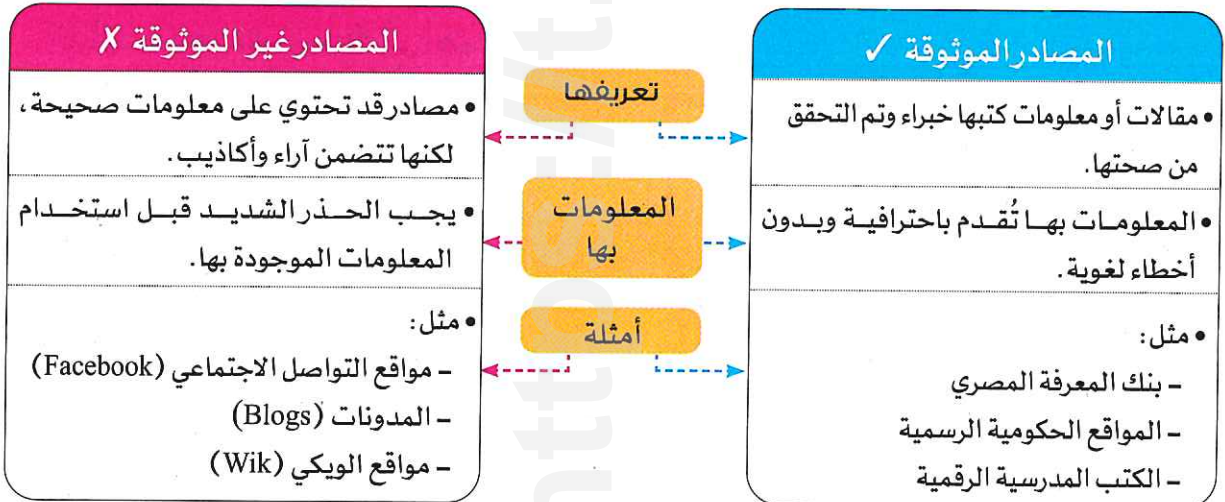 المصادر الموثوقة ✓
• مقالات أو معلومات كتبها خبراء وتم التحقق
من صحتها.
• المعلومات بها تُقدم باحترافية وبدون
أخطاء لغوية.
• مثل:
– بنك المعرفة المصري
– المواقع الحكومية الرسمية
– الكتب المدرسية الرقمية
تعريفها
المعلومات
بها
أمثلة
المصادر غير الموثوقة ✗
• مصادر قد تحتوي على معلومات صحيحة،
لكنها تتضمن آراء وأكاذيب.
• يجب الحذر الشديد قبل استخدام
المعلومات الموجودة بها.
• مثل:
– مواقع التواصل الاجتماعي (Facebook)
– المدونات (Blogs)
– مواقع الويكي (Wik)